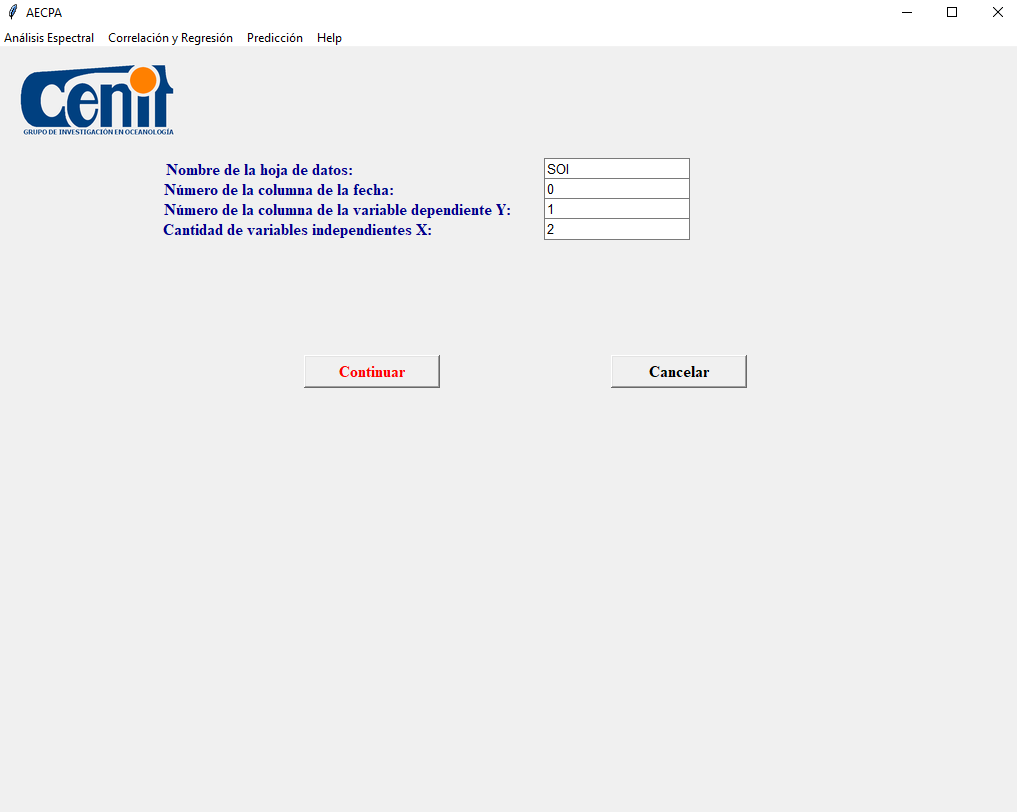 AECPA
Análisis Espectral Correlación y Regresión Predicción Help
Cenit
GRUPO DE INVESTIGACIÓN EN OCEANOLOGÍA
Nombre de la hoja de datos: SOI
Número de la columna de la fecha: 0
Número de la columna de la variable dependiente Y: 1
Cantidad de variables independientes X: 2
Continuar Cancelar